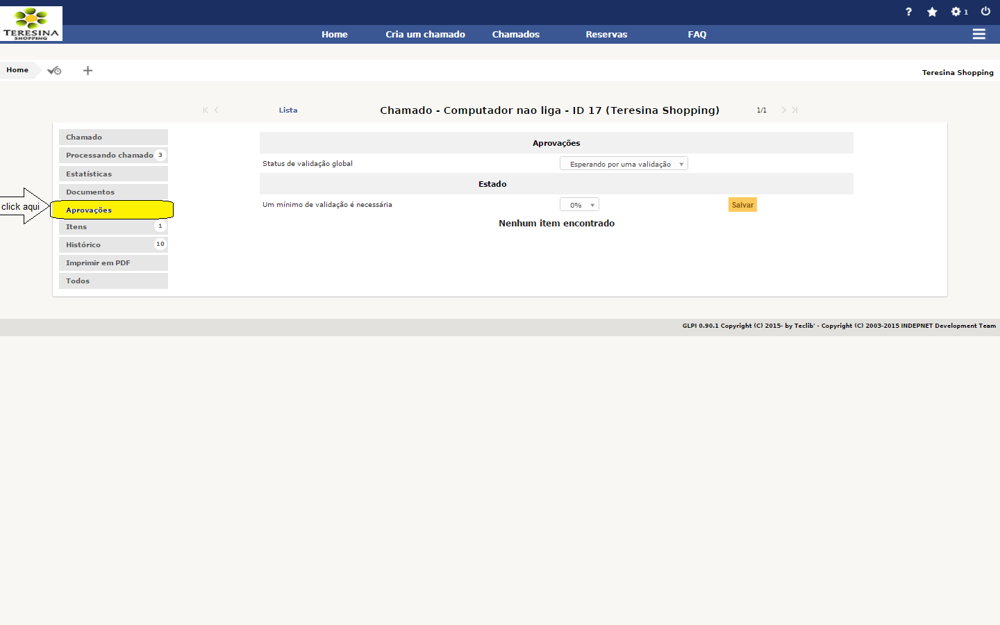 TERESINA
SHOPPING
? 1
Home Cria um chamado Chamados Reservas FAQ
Home
Teresina Shopping
Lista Chamado - Computador nao liga - ID 17 (Teresina Shopping) 1/1
Chamado
Processando chamado 3
Estatísticas
Documentos
click aqui
Aprovações
Itens 1
Histórico 10
Imprimir em PDF
Todos
Aprovações
Status de validação global Esperando por uma validação
Estado
Um mínimo de validação é necessária 0% Salvar
Nenhum item encontrado
GLPI 0.90.1 Copyright (C) 2015- by Teclib' - Copyright (C) 2003-2015 INDEPNET Development Team